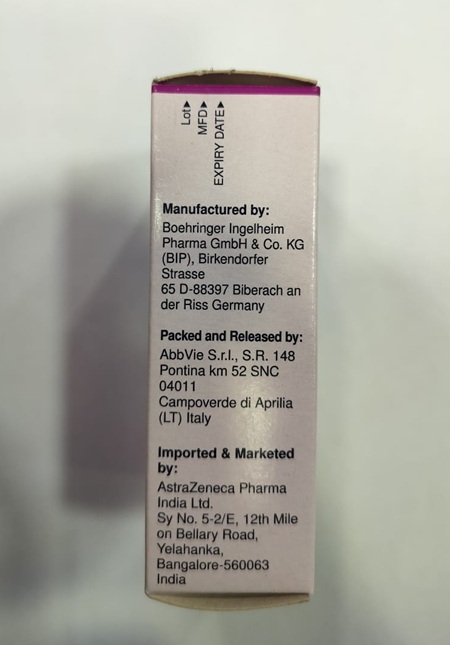 Lot▶
MFD▶
EXPIRY DATE▶
Manufactured by:
Boehringer Ingelheim
Pharma GmbH & Co. KG
(BIP), Birkendorfer
Strasse
65 D-88397 Biberach an
der Riss Germany
Packed and Released by:
AbbVie S.r.l., S.R. 148
Pontina km 52 SNC
04011
Campoverde di Aprilia
(LT) Italy
Imported & Marketed
by:
AstraZeneca Pharma
India Ltd.
Sy No. 5-2/E, 12th Mile
on Bellary Road,
Yelahanka,
Bangalore-560063
India